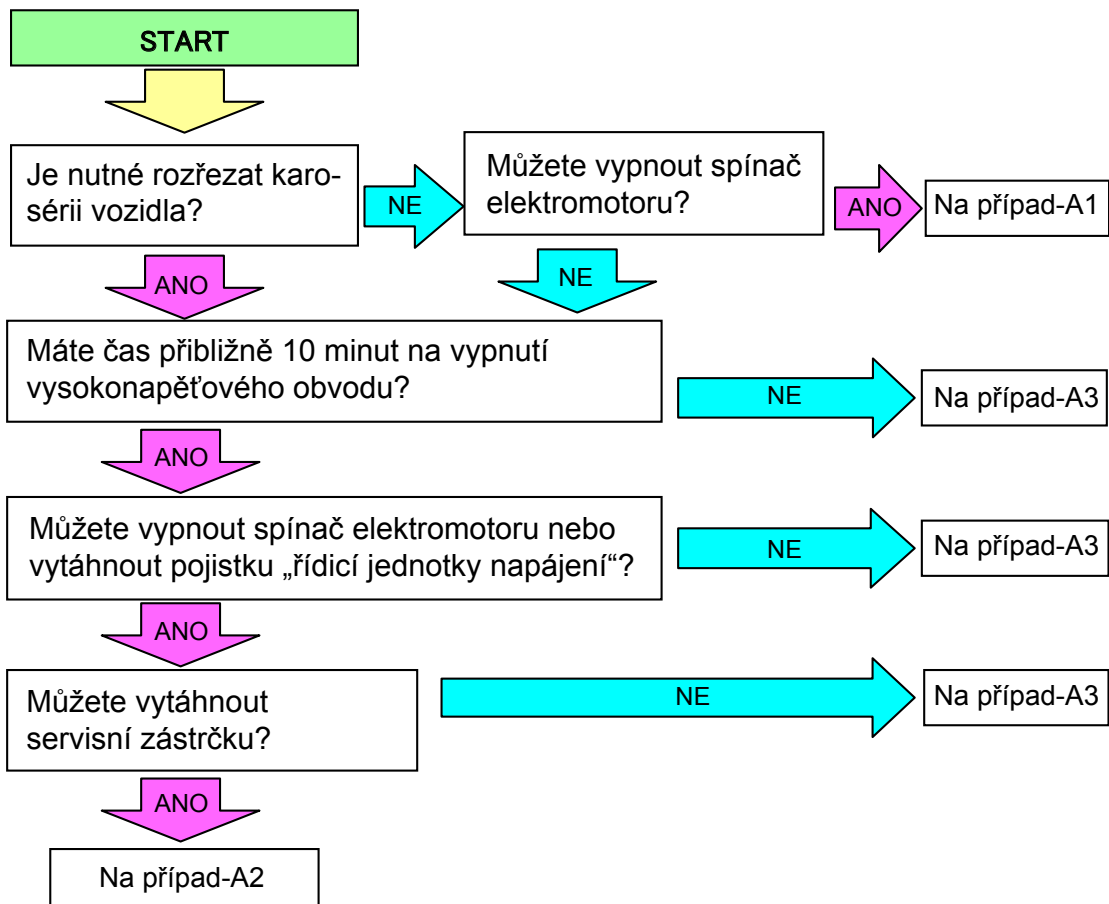 START
Je nutné rozřezat karo-
sérii vozidla?
NE
Můžete vypnout spínač
elektromotoru?
ANO
Na případ-A1
ANO
NE
Máte čas přibližně 10 minut na vypnutí
vysokonapěťového obvodu?
NE
Na případ-A3
ANO
Můžete vypnout spínač elektromotoru nebo
vytáhnout pojistku „řídicí jednotky napájení“?
NE
Na případ-A3
ANO
Můžete vytáhnout
servisní zástrčku?
NE
Na případ-A3
ANO
Na případ-A2